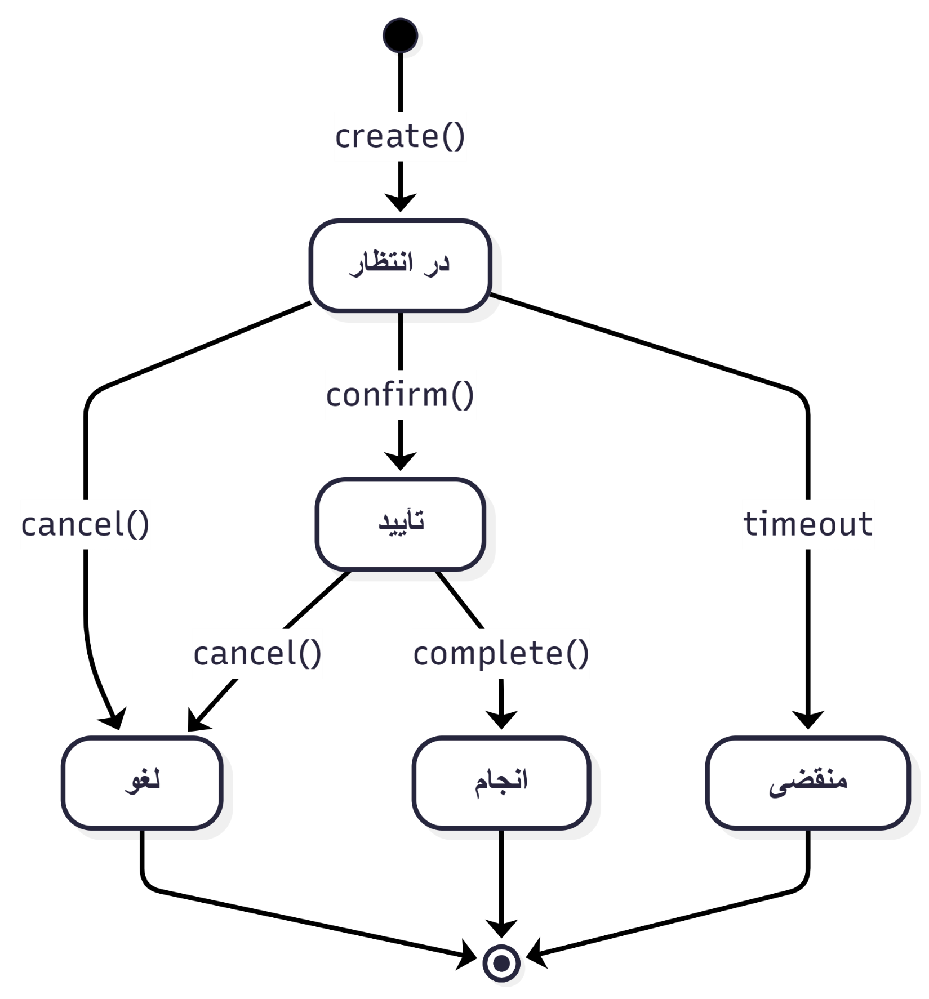 create()
در انتظار
confirm()
تأیید
cancel()
timeout
cancel()
complete()
لغو
انجام
منقضی